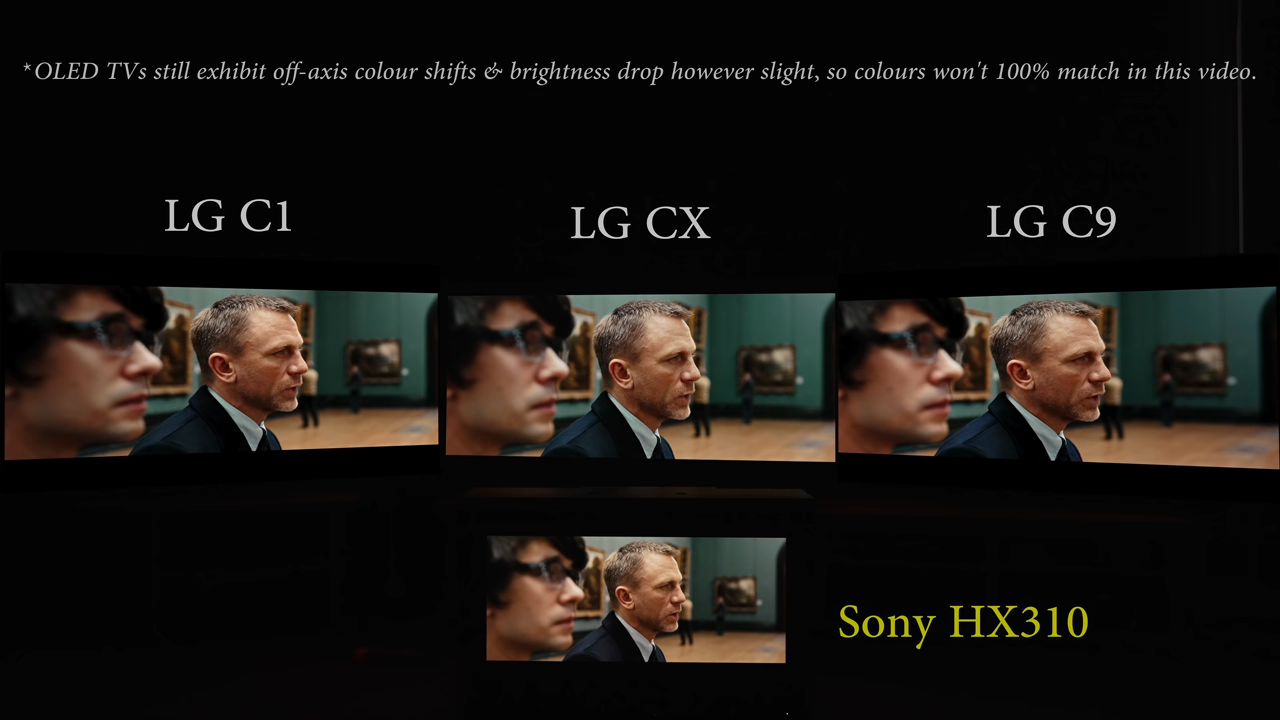 *OLED TVs still exhibit off-axis colour shifts & brightness drop however slight, so colours won't 100% match in this video.
LG C1
LG CX
LG C9
Sony HX310